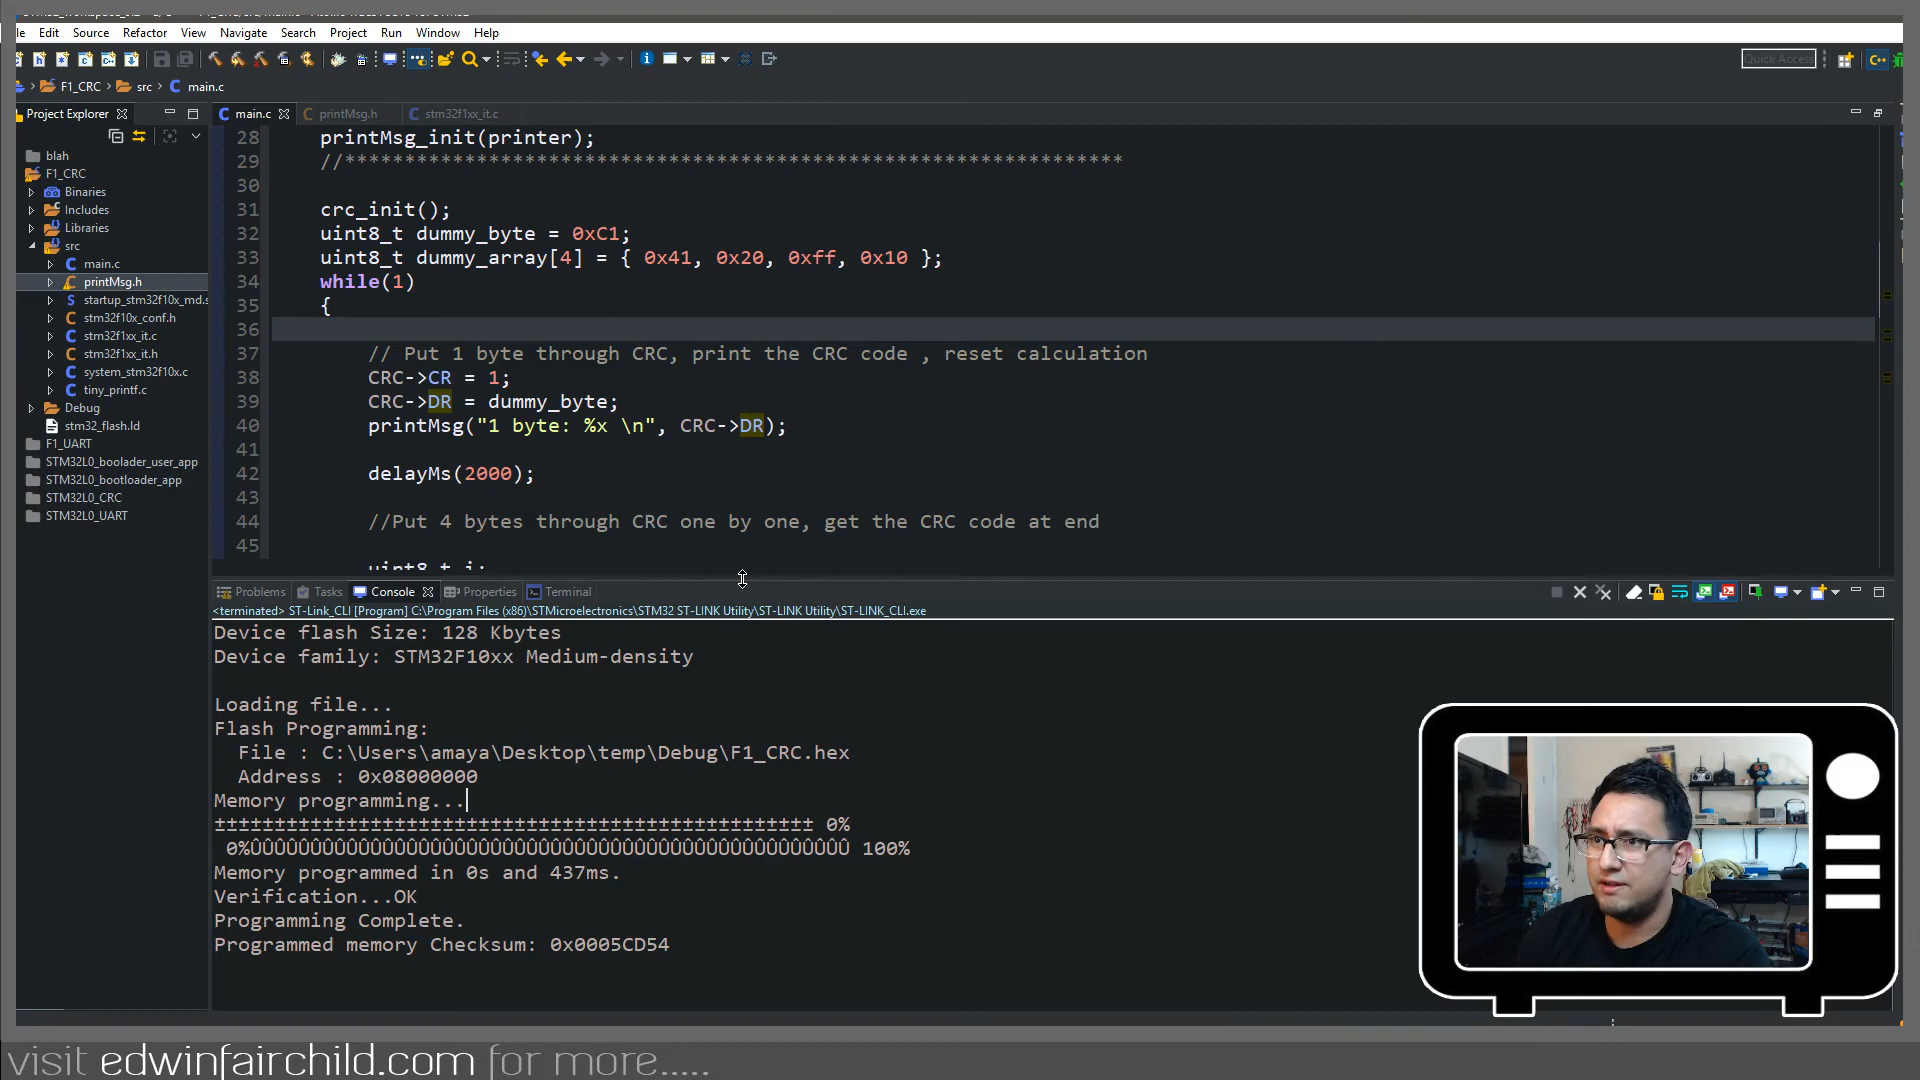 le Edit Source Refactor View Navigate Search Project Run Window Help
Quick Access
F1_CRC src main.c
Project Explorer
main.c printMsg.h stm32f1xx_it.c
blah
F1_CRC
Binaries
Includes
Libraries
src
main.c
printMsg.h
startup_stm32f10x_md.s
stm32f10x_conf.h
stm32f1xx_it.c
stm32f1xx_it.h
system_stm32f10x.c
tiny_printf.c
Debug
stm32_flash.ld
F1_UART
STM32L0_boolader_user_app
STM32L0_bootloader_app
STM32L0_CRC
STM32L0_UART
28 printMsg_init(printer);
29 //*****************************************************************
30
31 crc_init();
32 uint8_t dummy_byte = 0xC1;
33 uint8_t dummy_array[4] = { 0x41, 0x20, 0xff, 0x10 };
34 while(1)
35 {
36
37 // Put 1 byte through CRC, print the CRC code , reset calculation
38 CRC->CR = 1;
39 CRC->DR = dummy_byte;
40 printMsg("1 byte: %x \n", CRC->DR);
41
42 delayMs(2000);
43
44 //Put 4 bytes through CRC one by one, get the CRC code at end
45
uint8_t i;
Problems Tasks Console Properties Terminal
<terminated> ST-Link_CLI [Program] C:\Program Files (x86)\STMicroelectronics\STM32 ST-LINK Utility\ST-LINK Utility\ST-LINK_CLI.exe
Device flash Size: 128 Kbytes
Device family: STM32F10xx Medium-density
Loading file...
Flash Programming:
File : C:\Users\amaya\Desktop\temp\Debug\F1_CRC.hex
Address : 0x08000000
Memory programming...
±±±±±±±±±±±±±±±±±±±±±±±±±±±±±±±±±±±±±±±±±±±±±±±±±± 0%
0%ÛÛÛÛÛÛÛÛÛÛÛÛÛÛÛÛÛÛÛÛÛÛÛÛÛÛÛÛÛÛÛÛÛÛÛÛÛÛÛÛÛÛÛÛÛÛÛÛÛÛ 100%
Memory programmed in 0s and 437ms.
Verification...OK
Programming Complete.
Programmed memory Checksum: 0x0005CD54
visit edwinfairchild.com for more.....